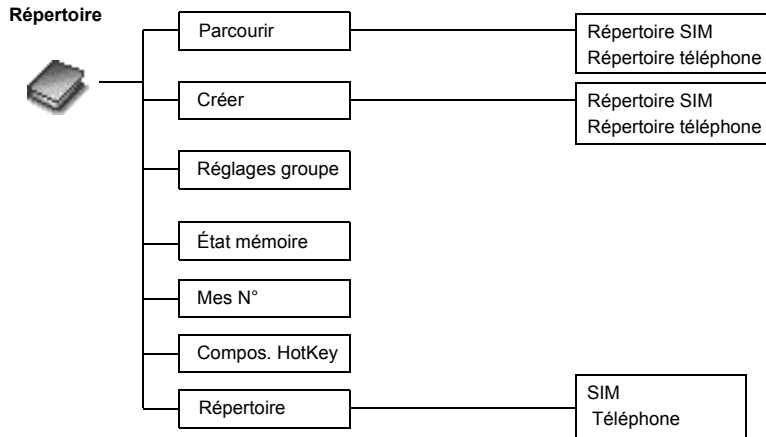 Répertoire
Parcourir
Répertoire SIM
Répertoire téléphone
Créer
Répertoire SIM
Répertoire téléphone
Réglages groupe
État mémoire
Mes N°
Compos. HotKey
Répertoire
SIM
Téléphone